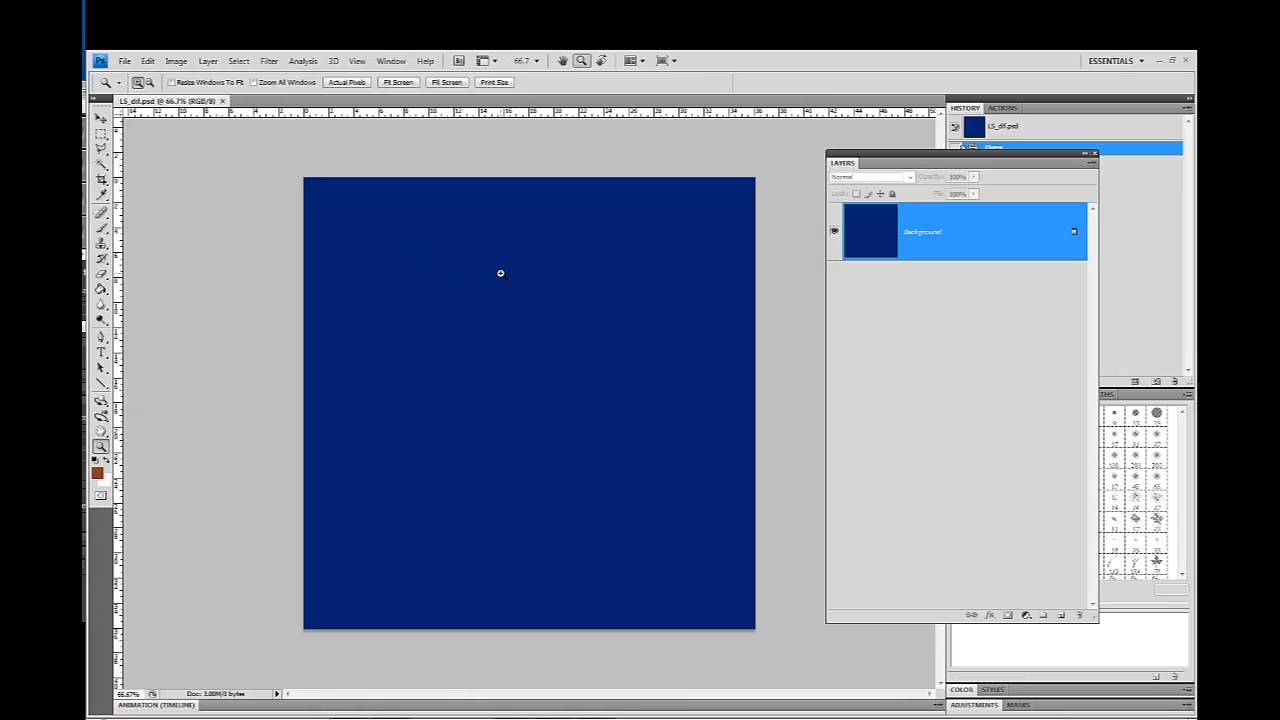 Ps File Edit Image Layer Select Filter Analysis 3D View Window Help Br 66.7 ESSENTIALS
Resize Windows To Fit Zoom All Windows Actual Pixels Fit Screen Fill Screen Print Size
LS_dif.psd @ 66.7% (RGB/8)
HISTORY ACTIONS
LS_dif.psd
Open
LAYERS
Normal Opacity: 100%
Lock: Fill: 100%
Background
THS
66.67% Doc: 3.00M/0 bytes
COLOR STYLES
ANIMATION (TIMELINE)
ADJUSTMENTS MASKS